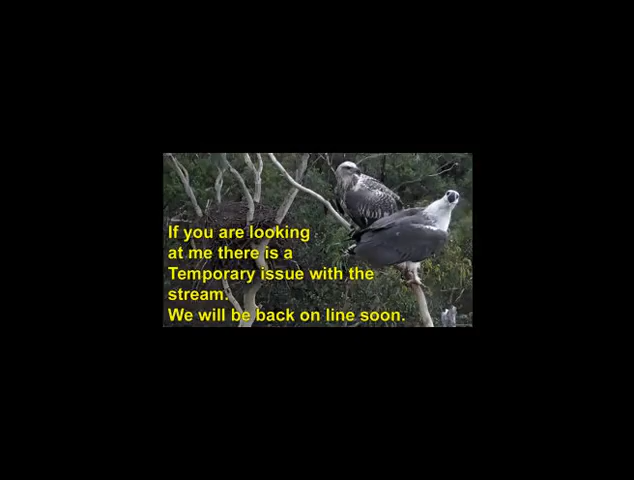 If you are looking
at me there is a
Temporary issue with the
stream.
We will be back on line soon.